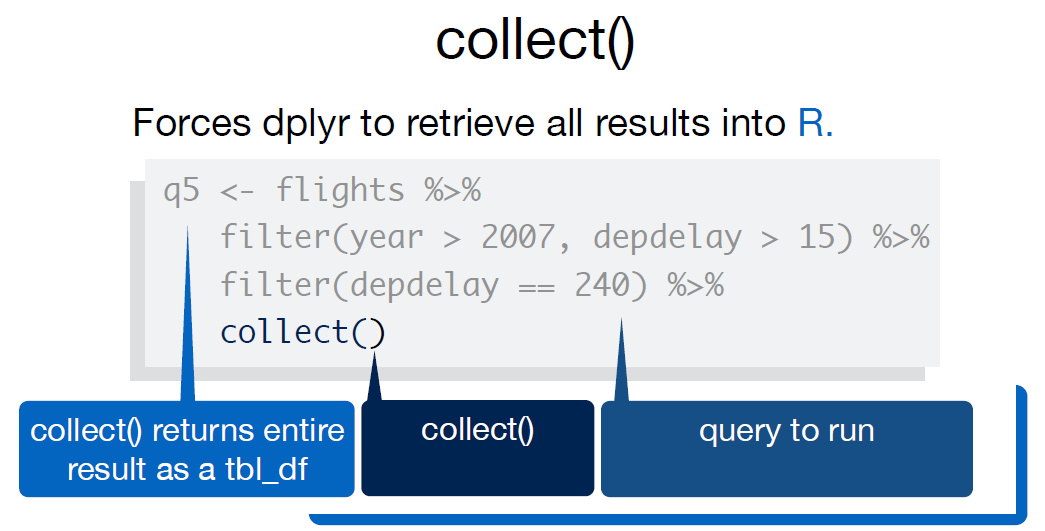 collect()
Forces dplyr to retrieve all results into R.
q5 <- flights %>%
filter(year > 2007, depdelay > 15) %>%
filter(depdelay == 240) %>%
collect()
collect() returns entire
result as a tbl_df
collect()
query to run